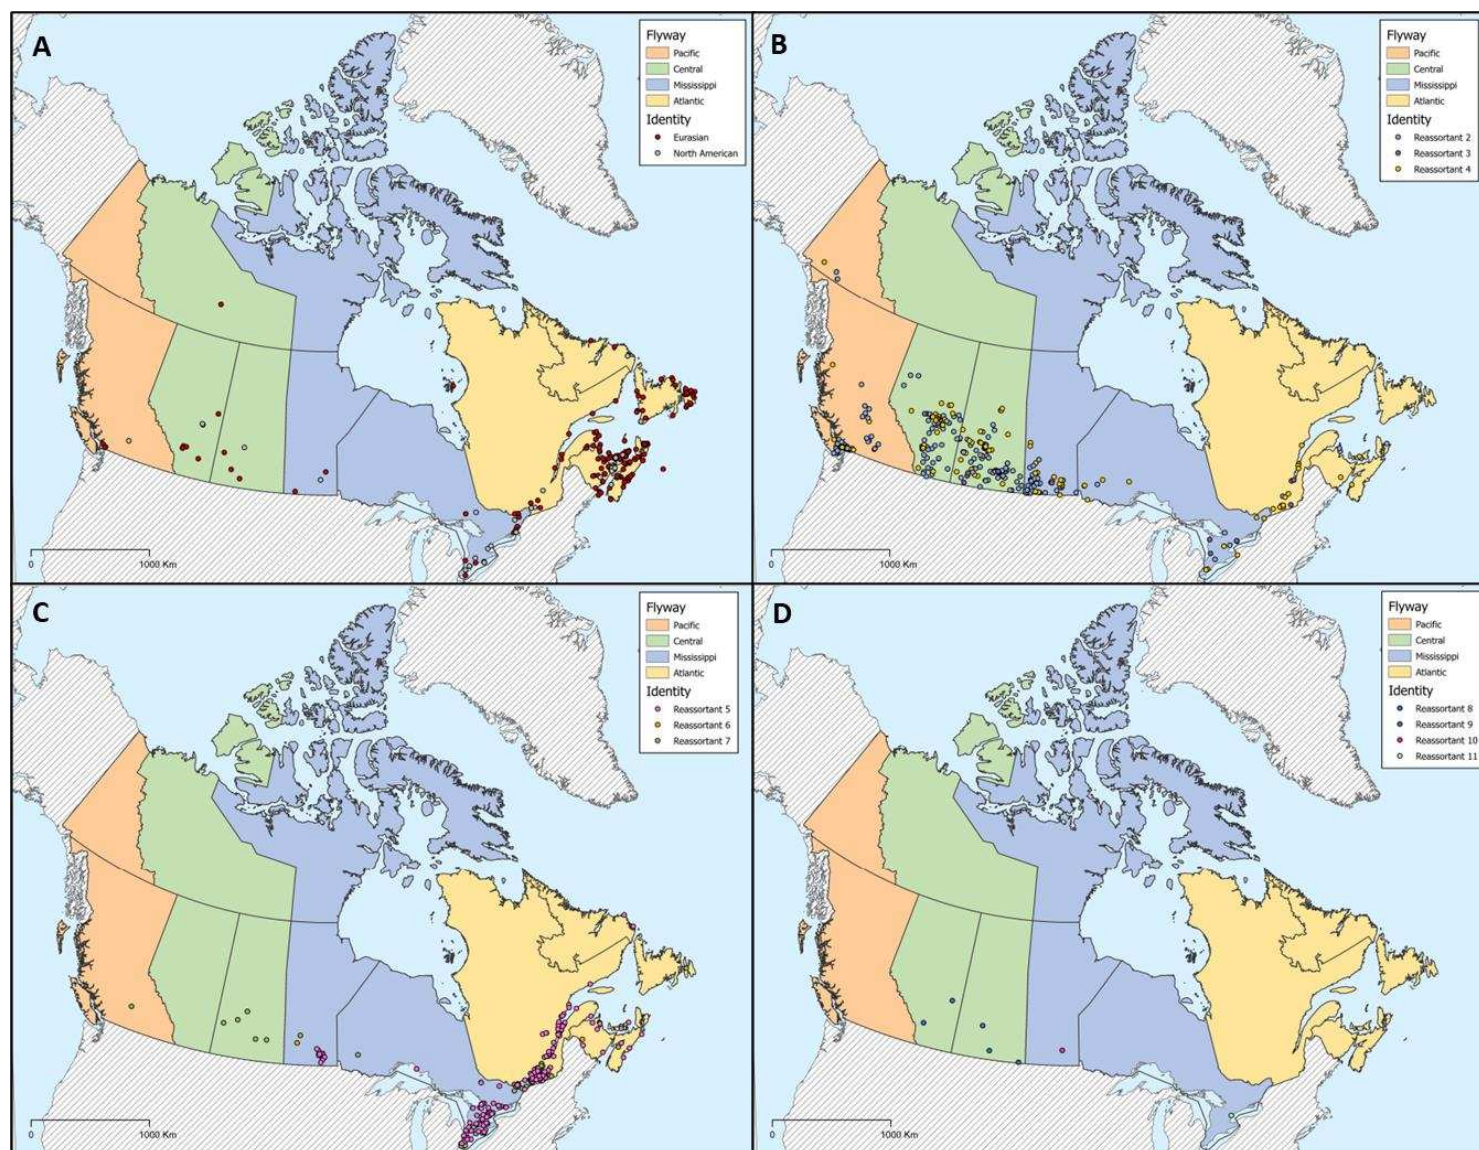 A
Flyway
Pacific
Central
Mississippi
Atlantic
Identity
Eurasian
North American
0
1000 Km
B
Flyway
Pacific
Central
Mississippi
Atlantic
Identity
Reassortant 2
Reassortant 3
Reassortant 4
0
1000 Km
C
Flyway
Pacific
Central
Mississippi
Atlantic
Identity
Reassortant 5
Reassortant 6
Reassortant 7
0
1000 Km
D
Flyway
Pacific
Central
Mississippi
Atlantic
Identity
Reassortant 8
Reassortant 9
Reassortant 10
Reassortant 11
0
1000 Km